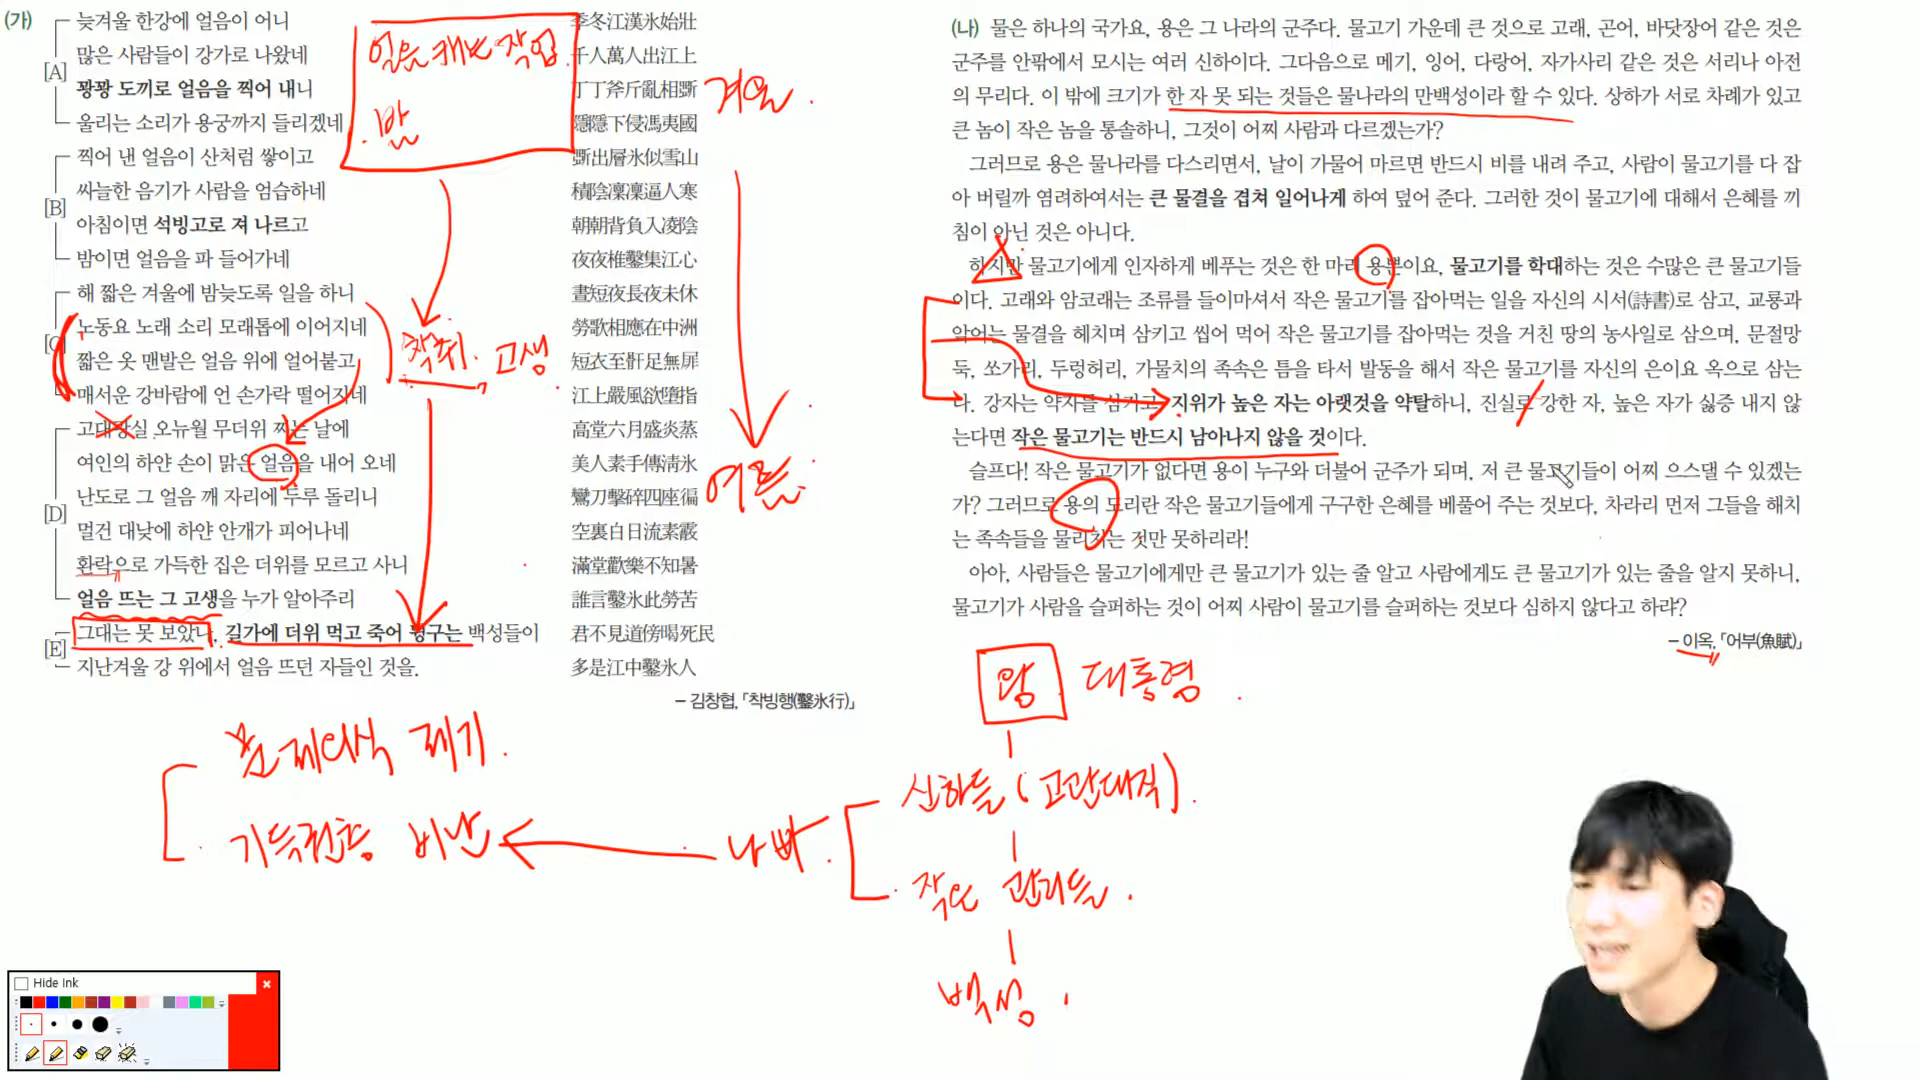 (가)
늦겨울 한강에 얼음이 어니
많은 사람들이 강가로 나왔네
[A]
꽝꽝 도끼로 얼음을 찍어 내니
울리는 소리가 용궁까지 들리겠네
찍어 낸 얼음이 산처럼 쌓이고
싸늘한 음기가 사람을 엄습하네
[B]
아침이면 석빙고로 져 나르고
밤이면 얼음을 파 들어가네
해 짧은 겨울에 밤늦도록 일을 하니
노동요 노래 소리 모래톱에 이어지네
[C]
짧은 옷 맨발은 얼음 위에 얼어붙고
매서운 강바람에 언 손가락 떨어지네
고대광실 오뉴월 무더위 찌는 날에
여인의 하얀 손이 맑은 얼음을 내어 오네
난도로 그 얼음 깨 자리에 두루 돌리니
[D]
멀건 대낮에 하얀 안개가 피어나네
환락으로 가득한 집은 더위를 모르고 사니
얼음 뜨는 그 고생을 누가 알아주리
[E]
그대는 못 보았나, 길가에 더위 먹고 죽어 뒹구는 백성들이
지난겨울 강 위에서 얼음 뜨던 자들인 것을.
季冬江漢氷始壯
千人萬人出江上
丁丁斧斤亂相斲
隱隱下侵馮夷國
斲出層氷似雪山
積陰凜凜逼人寒
朝朝背負入凌陰
夜夜椎鑿集江心
晝短夜長夜未休
勞歌相應在中洲
短衣至骭足無屝
江上嚴風欲墮指
高堂六月盛炎蒸
美人素手傳淸氷
鸞刀擊碎四座徧
空裏白日流素霰
滿堂歡樂不知暑
誰言鑿氷此勞苦
君不見道傍暍死民
多是江中鑿氷人
– 김창협, 「착빙행(鑿氷行)」
얼음 캐는 작업
밤
겨울.
착취. 고생
여름.
문제의식 제기.
기득권층 비난
나빠.
(나) 물은 하나의 국가요, 용은 그 나라의 군주다. 물고기 가운데 큰 것으로 고래, 곤어, 바닷장어 같은 것은
군주를 안팎에서 모시는 여러 신하이다. 그다음으로 메기, 잉어, 다랑어, 자가사리 같은 것은 서리나 아전
의 무리다. 이 밖에 크기가 한 자 못 되는 것들은 물나라의 만백성이라 할 수 있다. 상하가 서로 차례가 있고
큰 놈이 작은 놈을 통솔하니, 그것이 어찌 사람과 다르겠는가?
그러므로 용은 물나라를 다스리면서, 날이 가물어 마르면 반드시 비를 내려 주고, 사람이 물고기를 다 잡
아 버릴까 염려하여서는 큰 물결을 겹쳐 일어나게 하여 덮어 준다. 그러한 것이 물고기에 대해서 은혜를 끼
침이 아닌 것은 아니다.
하지만 물고기에게 인자하게 베푸는 것은 한 마리 용뿐이요, 물고기를 학대하는 것은 수많은 큰 물고기들
이다. 고래와 암코래는 조류를 들이마셔서 작은 물고기를 잡아먹는 일을 자신의 시서(詩書)로 삼고, 교룡과
악어는 물결을 헤치며 삼키고 씹어 먹어 작은 물고기를 잡아먹는 것을 거친 땅의 농사일로 삼으며, 문절망
둑, 쏘가리, 두렁허리, 가물치의 족속은 틈을 타서 발동을 해서 작은 물고기를 자신의 은이요 옥으로 삼는
다. 강자는 약자를 삼키고, 지위가 높은 자는 아랫것을 약탈하니, 진실로 강한 자, 높은 자가 싫증 내지 않
는다면 작은 물고기는 반드시 남아나지 않을 것이다.
슬프다! 작은 물고기가 없다면 용이 누구와 더불어 군주가 되며, 저 큰 물고기들이 어찌 으스댈 수 있겠는
가? 그러므로 용의 도리란 작은 물고기들에게 구구한 은혜를 베풀어 주는 것보다, 차라리 먼저 그들을 해치
는 족속들을 물리치는 것만 못하리라!
아아, 사람들은 물고기에게만 큰 물고기가 있는 줄 알고 사람에게도 큰 물고기가 있는 줄을 알지 못하니,
물고기가 사람을 슬퍼하는 것이 어찌 사람이 물고기를 슬퍼하는 것보다 심하지 않다고 하랴?
– 이옥, 「어부(魚賦)」
왕 대통령.
신하들 (고관대작).
작은 관리들.
백성.
Hide Ink